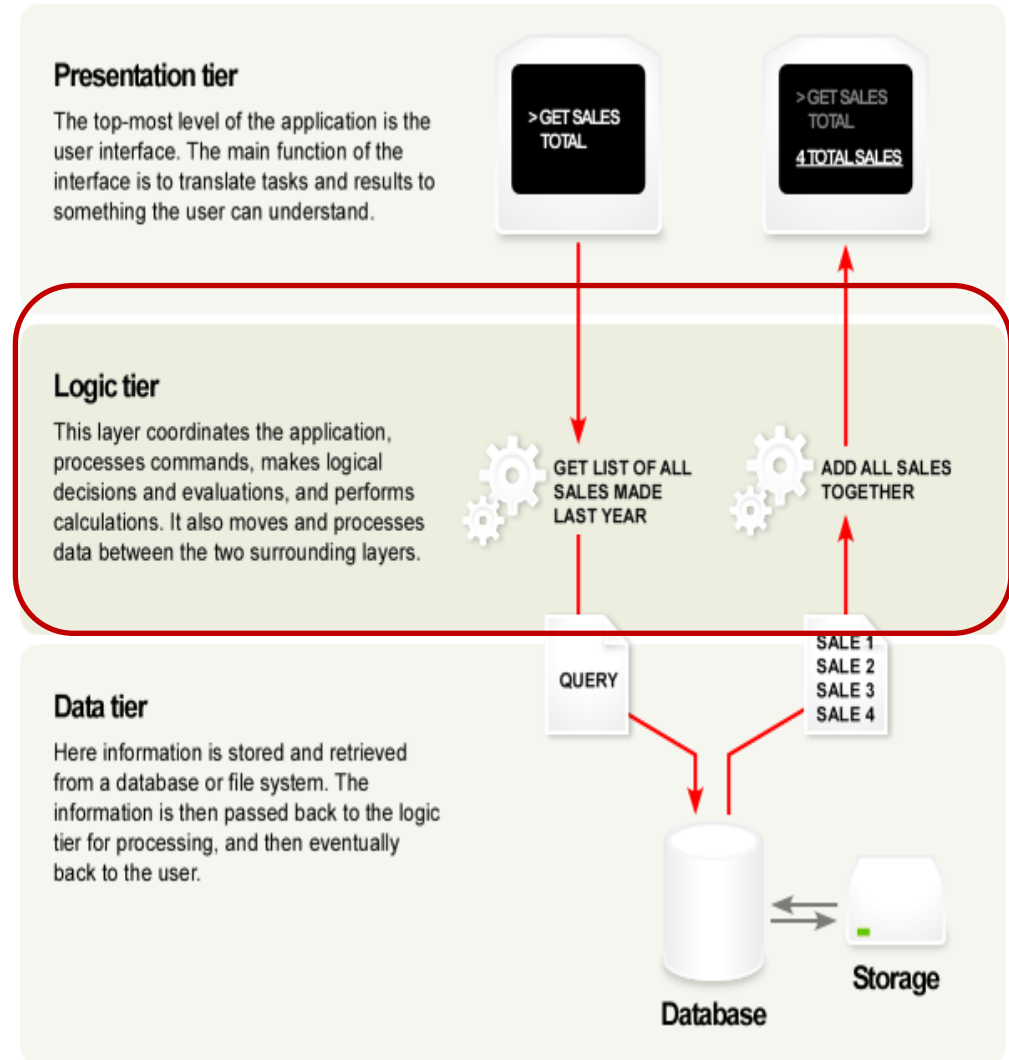 Presentation tier
The top-most level of the application is the
user interface. The main function of the
interface is to translate tasks and results to
something the user can understand.
>GET SALES
TOTAL
>GET SALES
TOTAL
4 TOTAL SALES
Logic tier
This layer coordinates the application,
processes commands, makes logical
decisions and evaluations, and performs
calculations. It also moves and processes
data between the two surrounding layers.
GET LIST OF ALL
SALES MADE
LAST YEAR
ADD ALL SALES
TOGETHER
Data tier
Here information is stored and retrieved
from a database or file system. The
information is then passed back to the logic
tier for processing, and then eventually
back to the user.
QUERY
SALE 1
SALE 2
SALE 3
SALE 4
Database
Storage